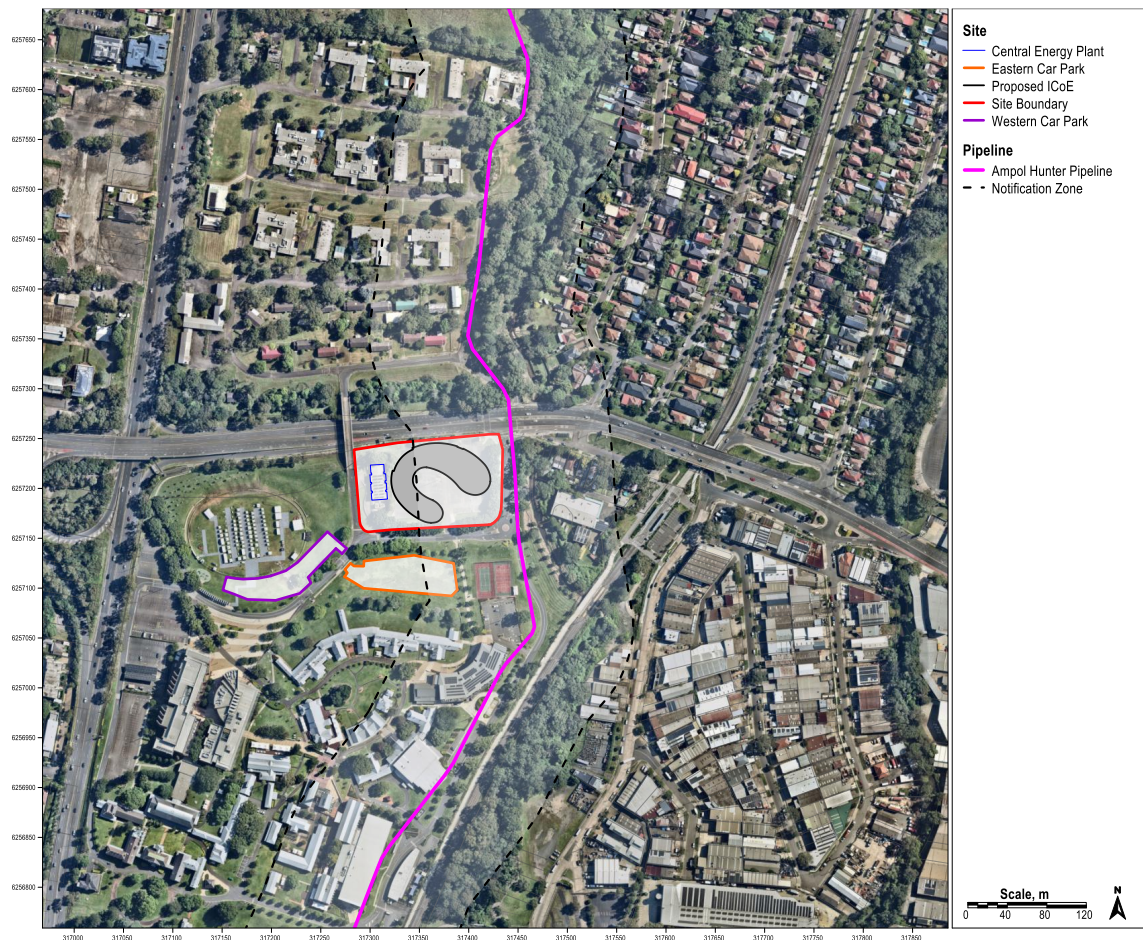 Site
Central Energy Plant
Eastern Car Park
Proposed ICoE
Site Boundary
Western Car Park
Pipeline
Ampol Hunter Pipeline
Notification Zone
6257650
6257600
6257550
6257500
6257450
6257400
6257350
6257300
6257250
6257200
6257150
6257100
6257050
6257000
6256950
6256900
6256850
6256800
317000 317050 317100 317150 317200 317250 317300 317350 317400 317450 317500 317550 317600 317650 317700 317750 317800 317850
Scale, m
0 40 80 120
N